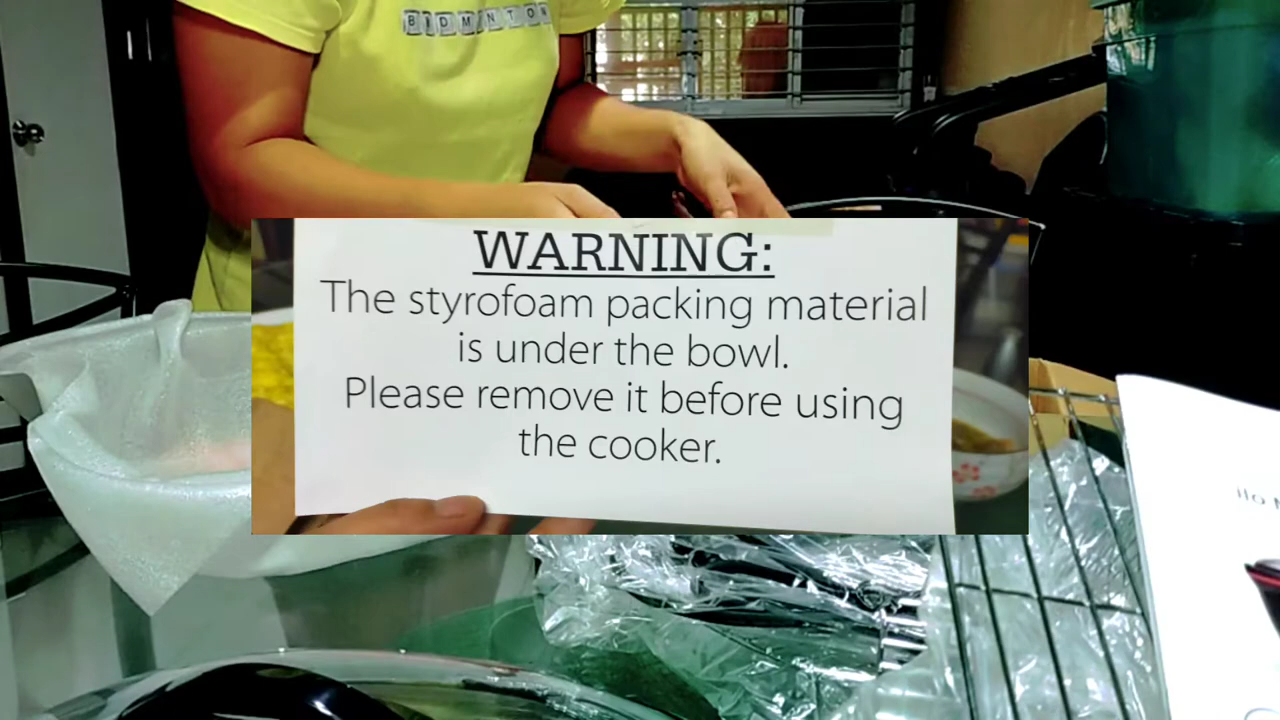 BIDMINTON
WARNING:
The styrofoam packing material
is under the bowl.
Please remove it before using
the cooker.